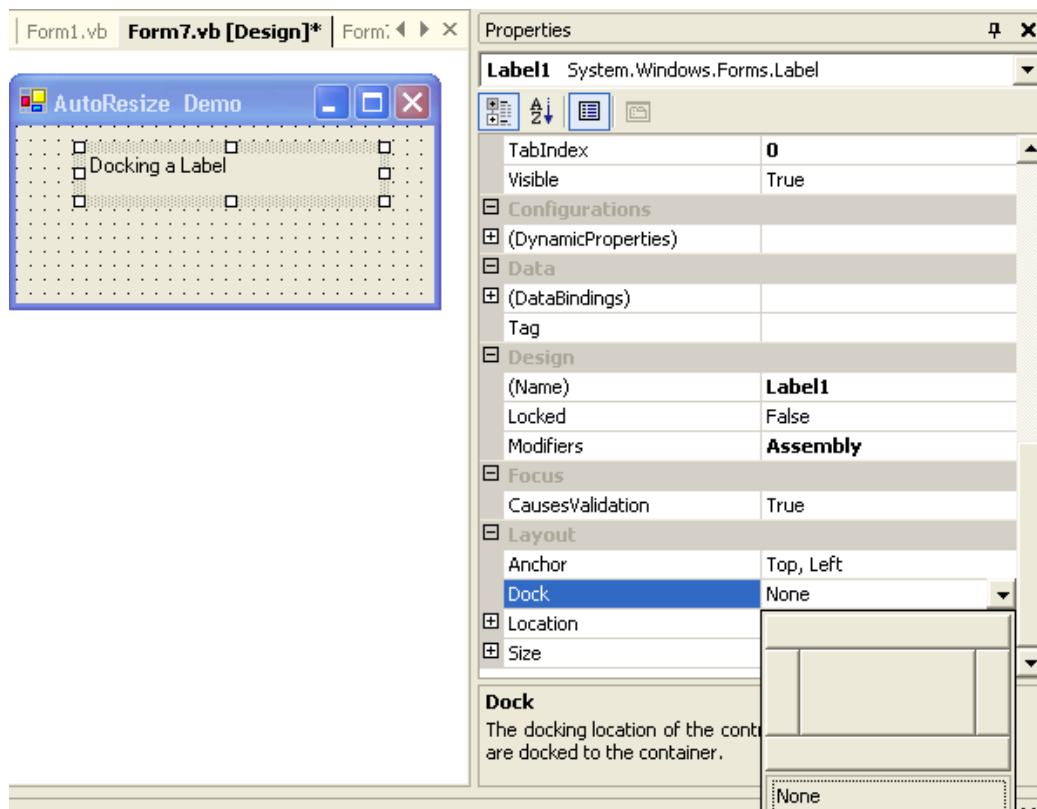 Form1.vb Form7.vb [Design]* Form
AutoResize Demo
Docking a Label
Properties
Label1 System.Windows.Forms.Label
A Z
TabIndex 0
Visible True
Configurations
(DynamicProperties)
Data
(DataBindings)
Tag
Design
(Name) Label1
Locked False
Modifiers Assembly
Focus
CausesValidation True
Layout
Anchor Top, Left
Dock None
Location
Size
Dock
The docking location of the
are docked to the container.
None